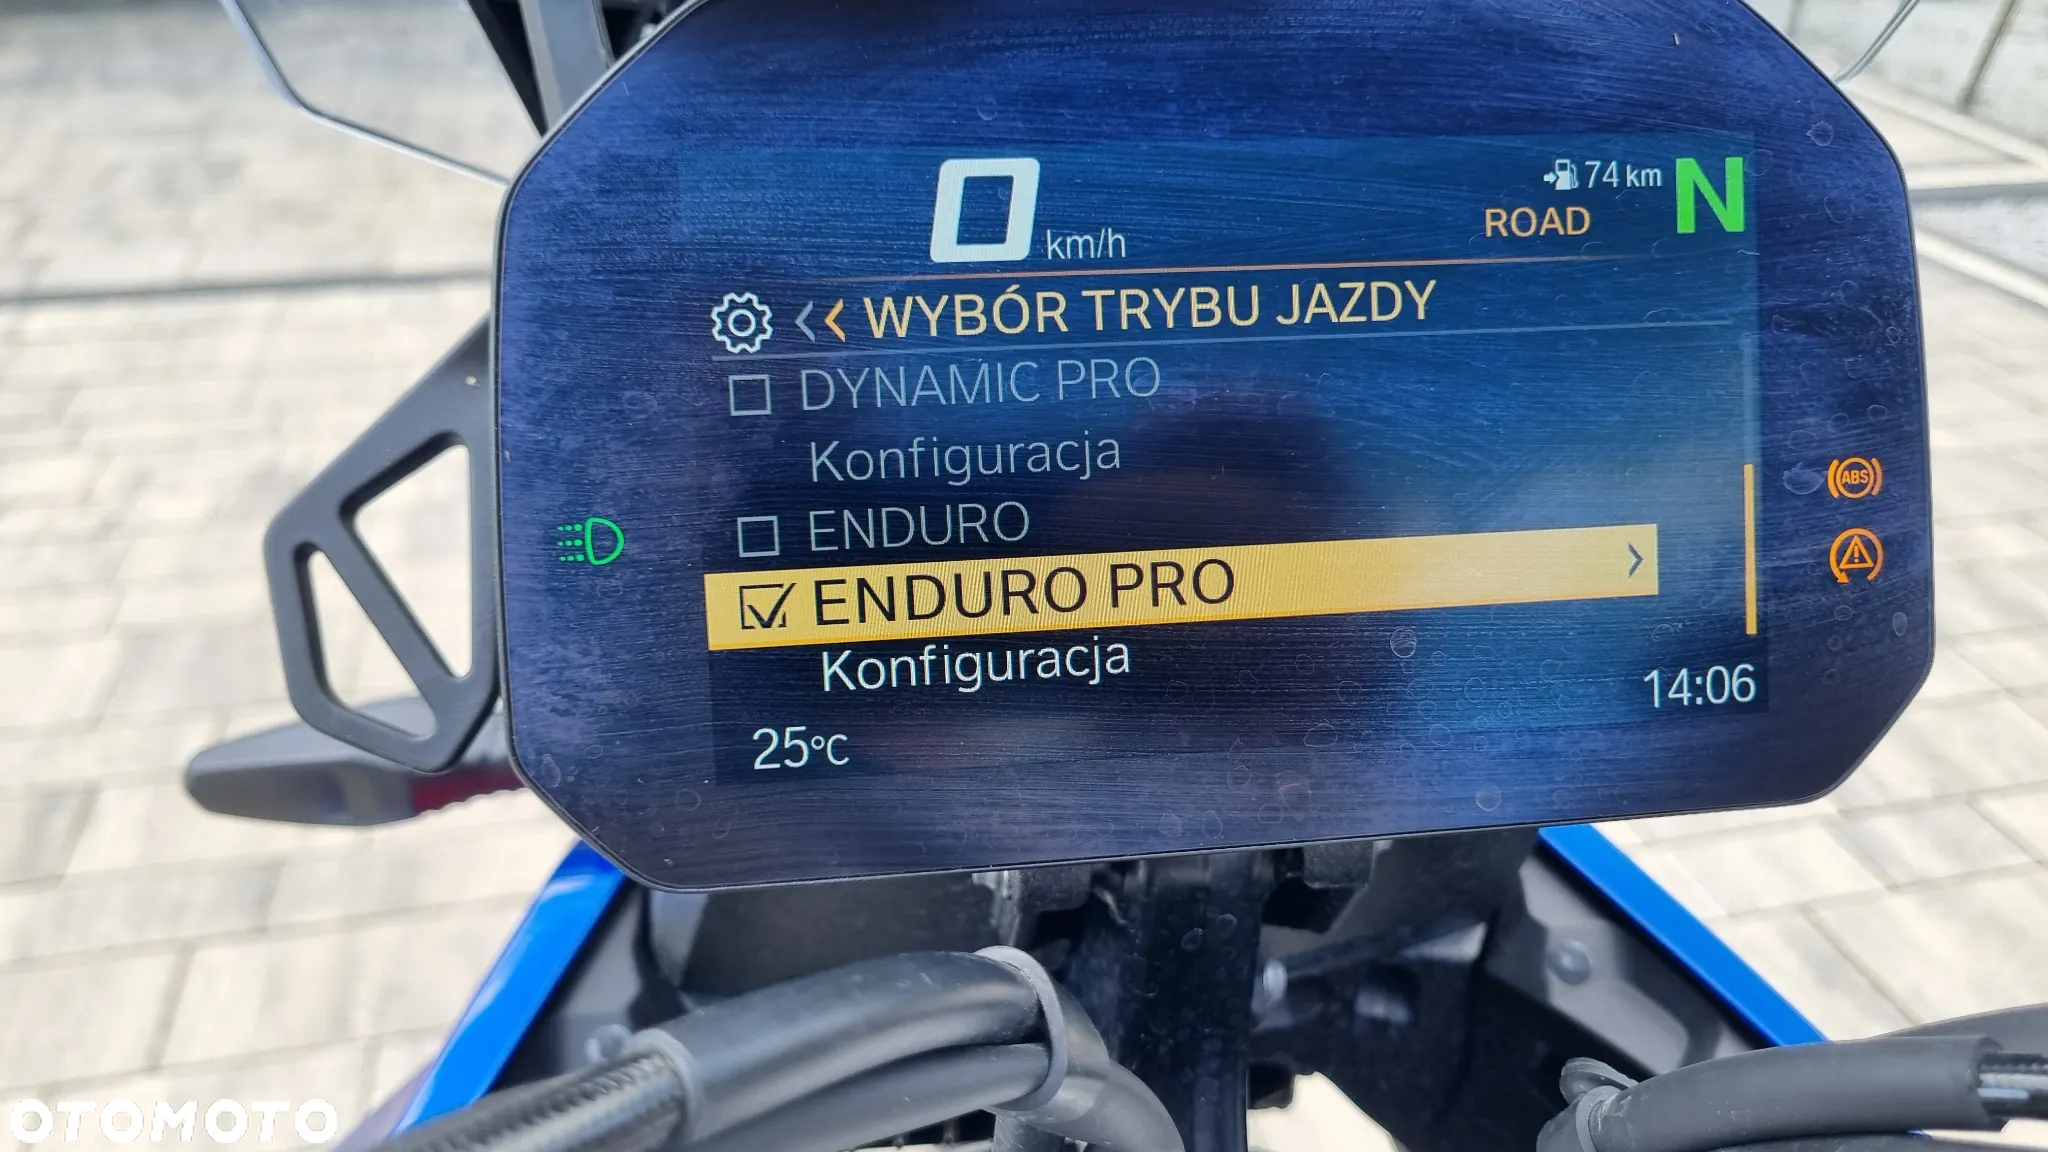 0 km/h
74 km
N
ROAD
WYBÓR TRYBU JAZDY
DYNAMIC PRO
Konfiguracja
ENDURO
ENDURO PRO
Konfiguracja
14:06
25°C
ABS
OTOMOTO